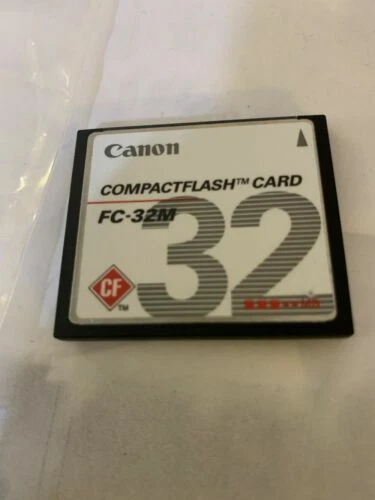 Canon
COMPACTFLASH™ CARD
FC-32M
32
CF
™